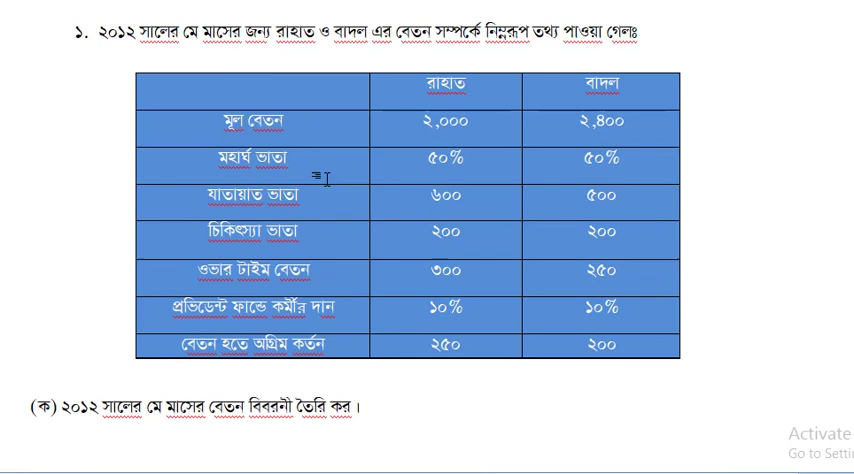 ১. ২০১২ সালের মে মাসের জন্য রাহাত ও বাদল এর বেতন সম্পর্কে নিম্নরূপ তথ্য পাওয়া গেলঃ
রাহাত বাদল
মূল বেতন ২,০০০ ২,৪০০
মহার্ঘ ভাতা ৫০% ৫০%
যাতায়াত ভাতা ৬০০ ৫০০
চিকিৎস্যা ভাতা ২০০ ২০০
ওভার টাইম বেতন ৩০০ ২৫০
প্রভিডেন্ট ফান্ডে কর্মীর দান ১০% ১০%
বেতন হতে অগ্রিম কর্তন ২৫০ ২০০
(ক) ২০১২ সালের মে মাসের বেতন বিবরনী তৈরি কর।
Activate
Go to Settin